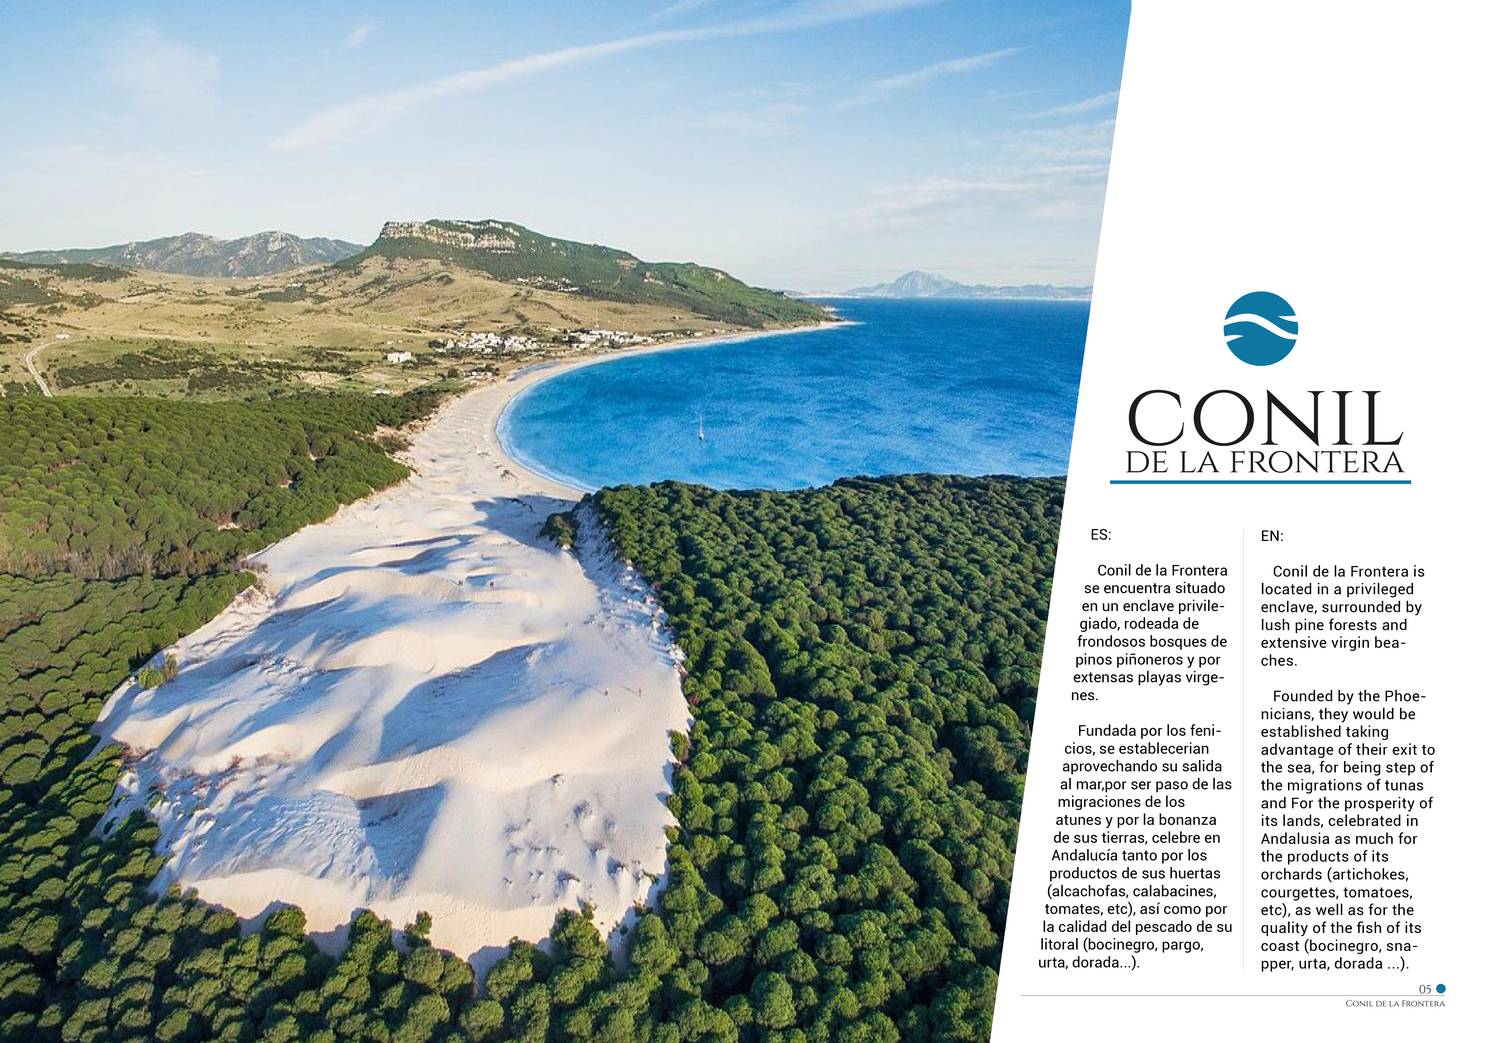 CONIL
DE LA FRONTERA
ES:
Conil de la Frontera
se encuentra situado
en un enclave privile-
giado, rodeada de
frondosos bosques de
pinos piñoneros y por
extensas playas virge-
nes.
Fundada por los feni-
cios, se establecerian
aprovechando su salida
al mar,por ser paso de las
migraciones de los
atunes y por la bonanza
de sus tierras, celebre en
Andalucía tanto por los
productos de sus huertas
(alcachofas, calabacines,
tomates, etc), así como por
la calidad del pescado de su
litoral (bocinegro, pargo,
urta, dorada...).
EN:
Conil de la Frontera is
located in a privileged
enclave, surrounded by
lush pine forests and
extensive virgin bea-
ches.
Founded by the Phoe-
nicians, they would be
established taking
advantage of their exit to
the sea, for being step of
the migrations of tunas
and For the prosperity of
its lands, celebrated in
Andalusia as much for
the products of its
orchards (artichokes,
courgettes, tomatoes,
etc), as well as for the
quality of the fish of its
coast (bocinegro, sna-
pper, urta, dorada ...).
05
Conil de la Frontera